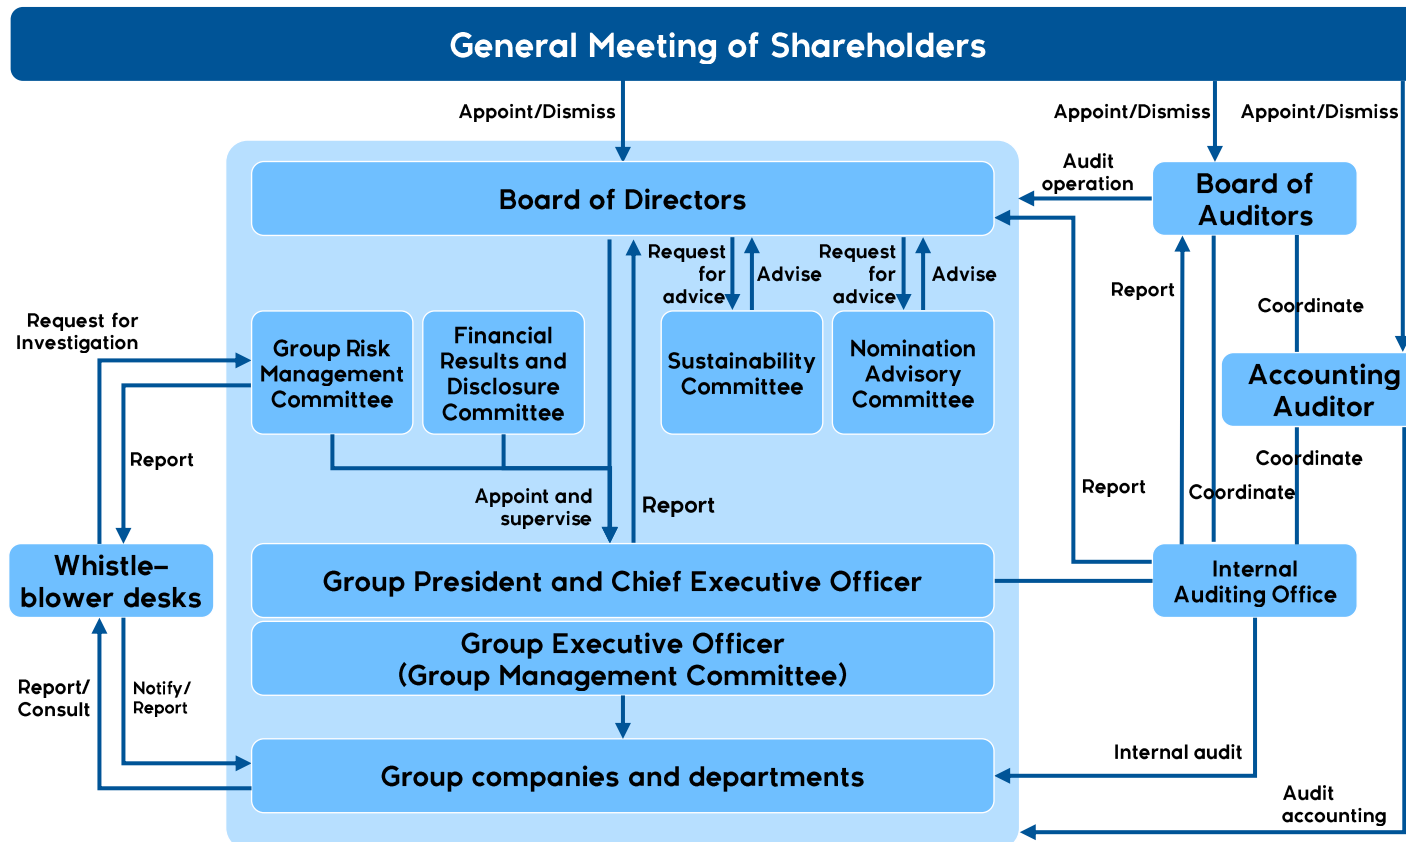 General Meeting of Shareholders
Appoint/Dismiss
Appoint/Dismiss
Appoint/Dismiss
Board of Directors
Audit
operation
Board of
Auditors
Request
for
advice
Advise
Request
for
advice
Advise
Report
Coordinate
Request for
Investigation
Group Risk
Management
Committee
Financial
Results and
Disclosure
Committee
Sustainability
Committee
Nomination
Advisory
Committee
Accounting
Auditor
Report
Coordinate
Appoint and
supervise
Report
Report
Coordinate
Whistle–
blower desks
Group President and Chief Executive Officer
Internal
Auditing Office
Group Executive Officer
(Group Management Committee)
Report/
Consult
Notify/
Report
Internal audit
Group companies and departments
Audit
accounting